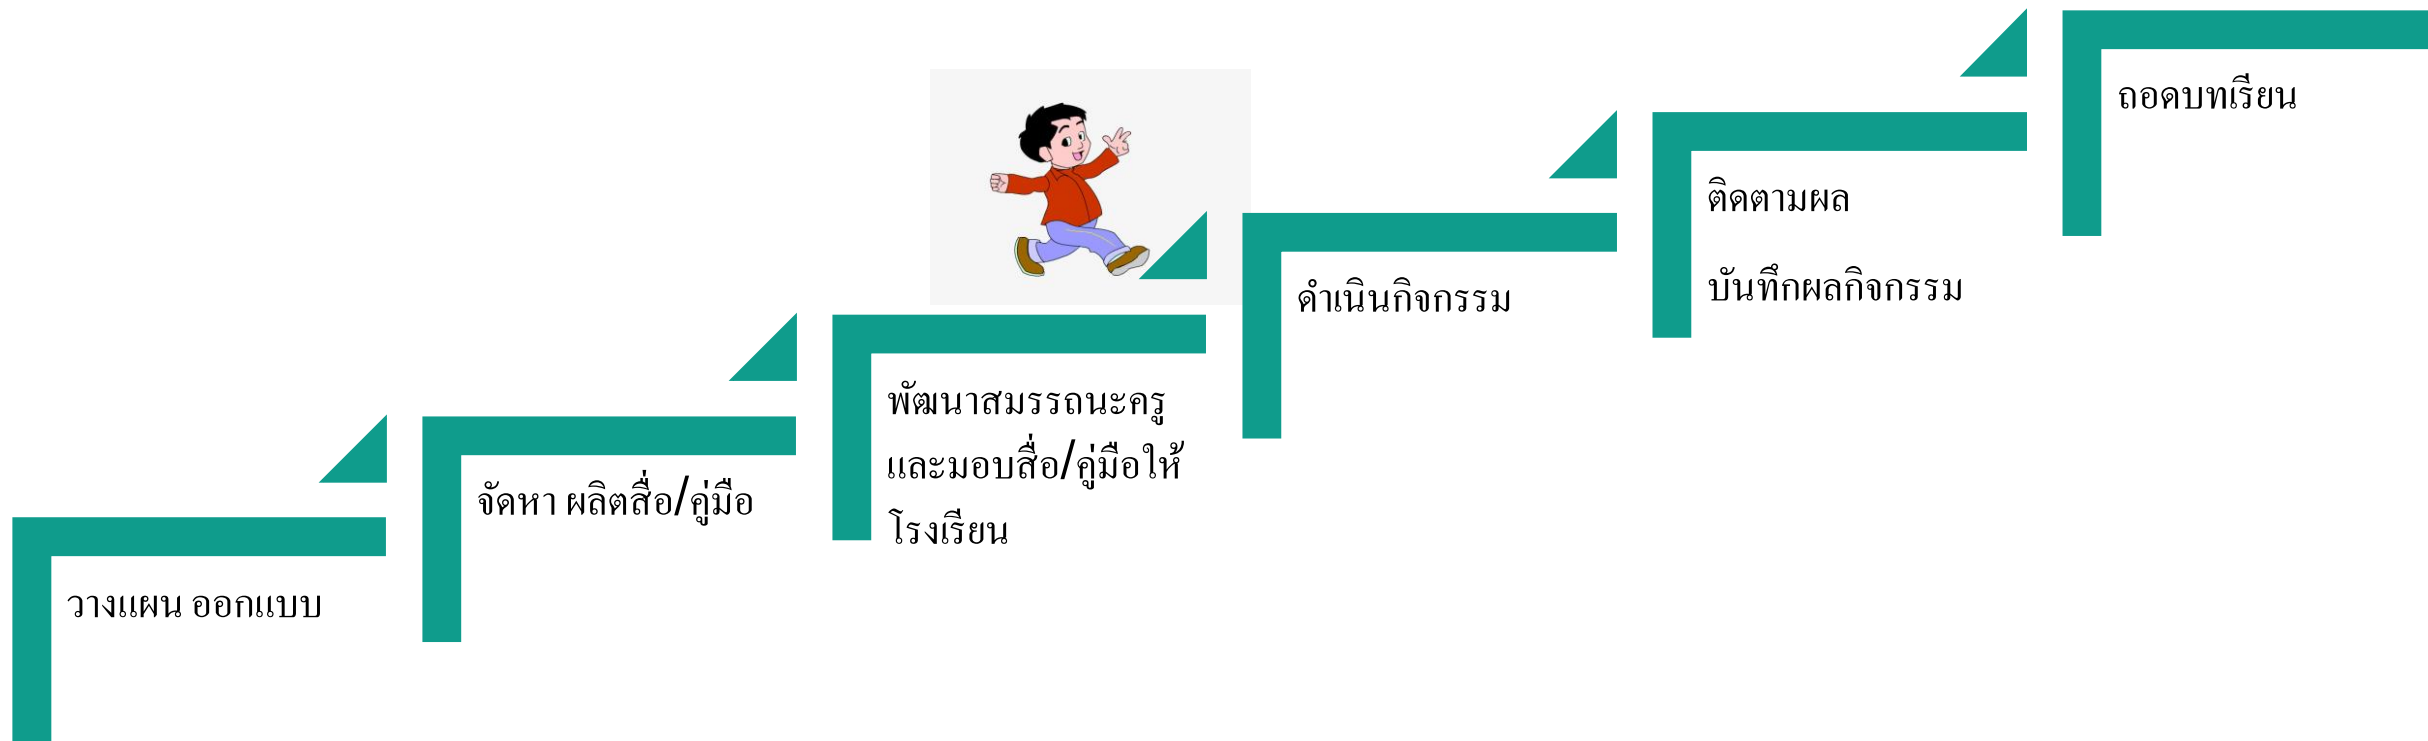 วางแผน ออกแบบ
จัดหา ผลิตสื่อ/คู่มือ
พัฒนาสมรรถนะครู
และมอบสื่อ/คู่มือให้
โรงเรียน
ดำเนินกิจกรรม
ติดตามผล
บันทึกผลกิจกรรม
ถอดบทเรียน